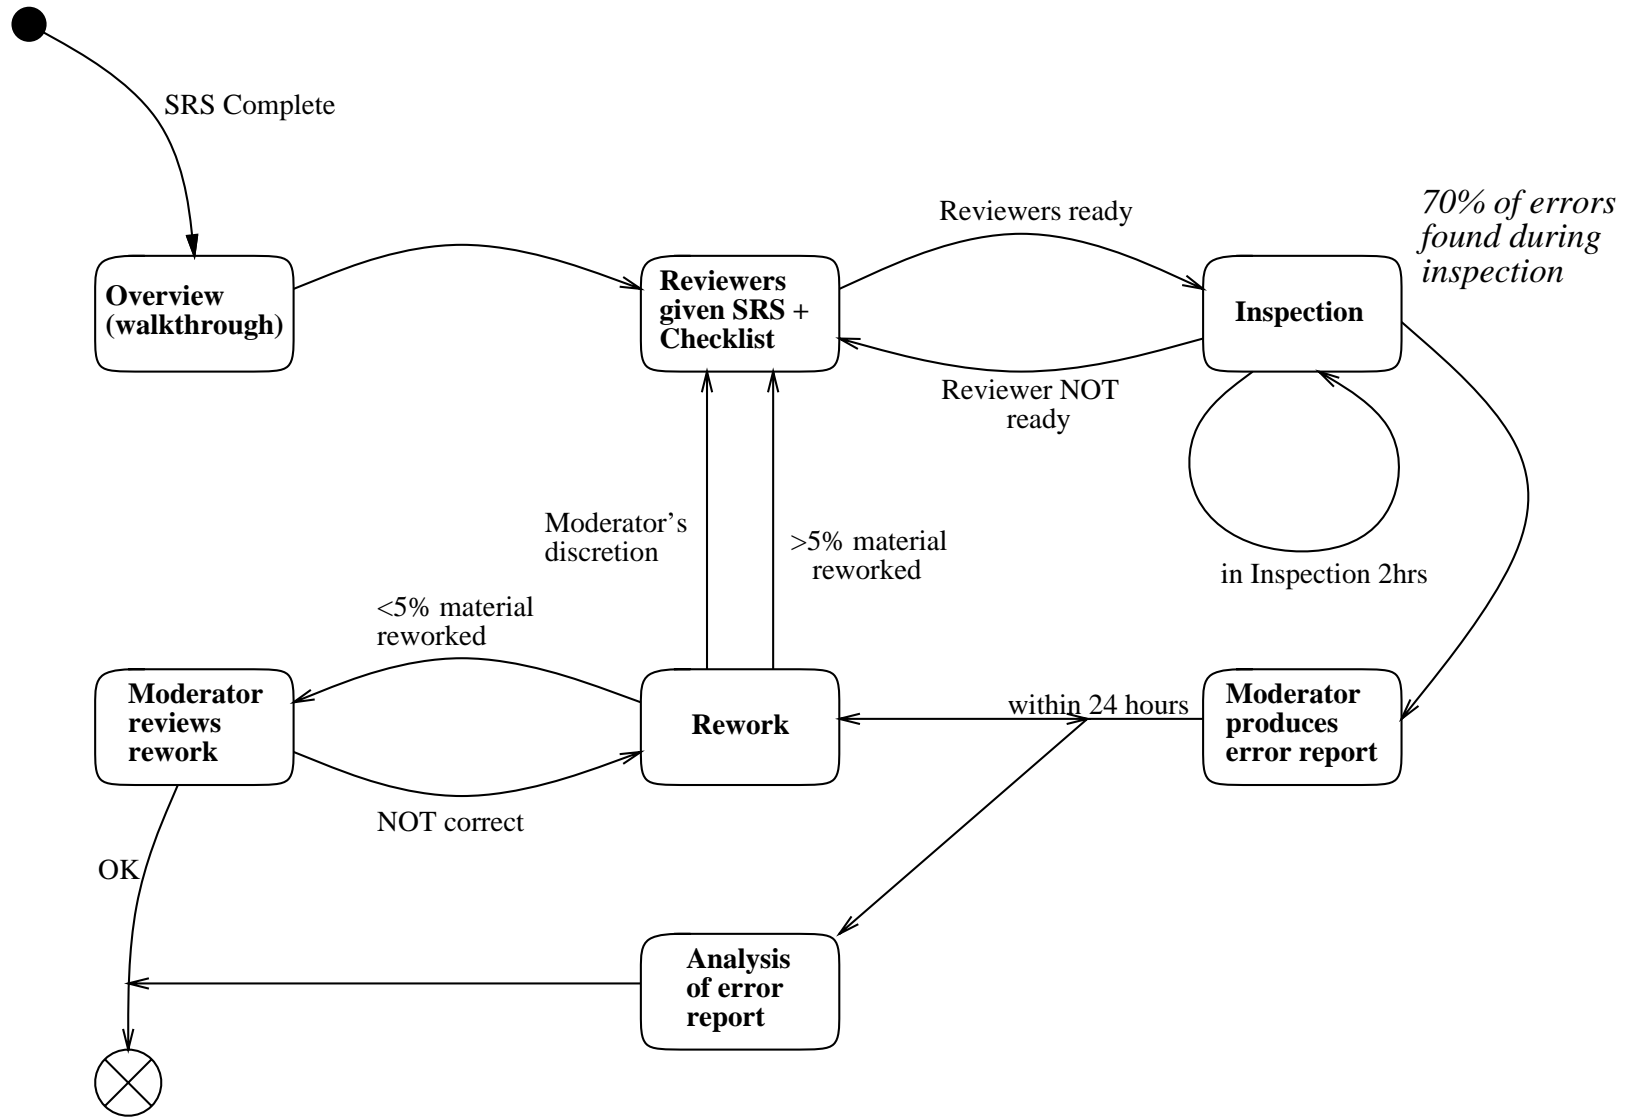 SRS Complete
Reviewers ready
70% of errors
found during
inspection
Overview
(walkthrough)
Reviewers
given SRS +
Checklist
Inspection
Reviewer NOT
ready
Moderator’s
discretion
>5% material
reworked
in Inspection 2hrs
<5% material
reworked
Moderator
reviews
rework
Rework
within 24 hours
Moderator
produces
error report
NOT correct
OK
Analysis
of error
report